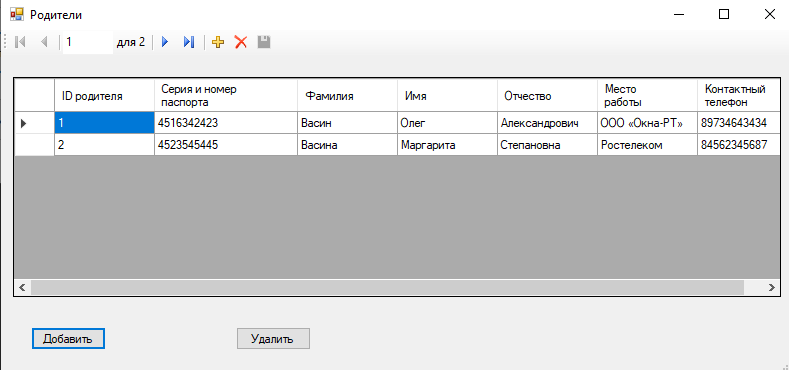 Родители
1 для 2
ID родителя Серия и номер паспорта Фамилия Имя Отчество Место работы Контактный телефон
1 4516342423 Васин Олег Александрович ООО «Окна-РТ» 89734643434
2 4523545445 Васина Маргарита Степановна Ростелеком 84562345687
Добавить Удалить